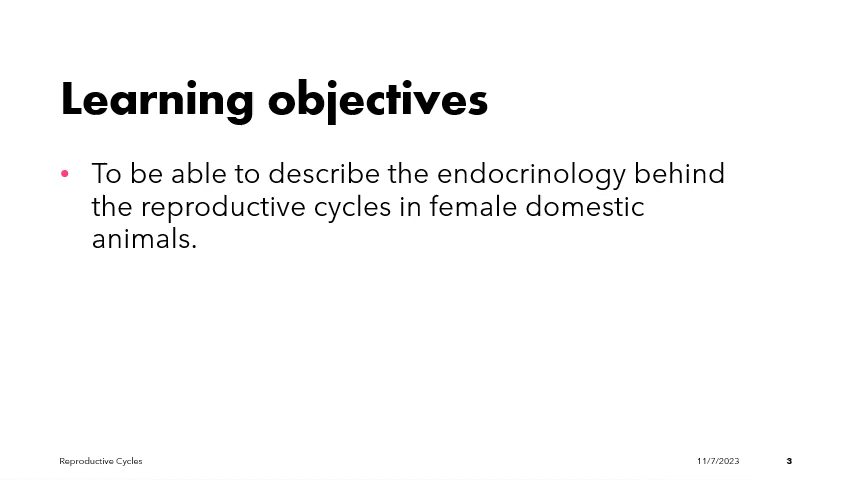 Learning objectives
• To be able to describe the endocrinology behind
the reproductive cycles in female domestic
animals.
Reproductive Cycles
11/7/2023
3